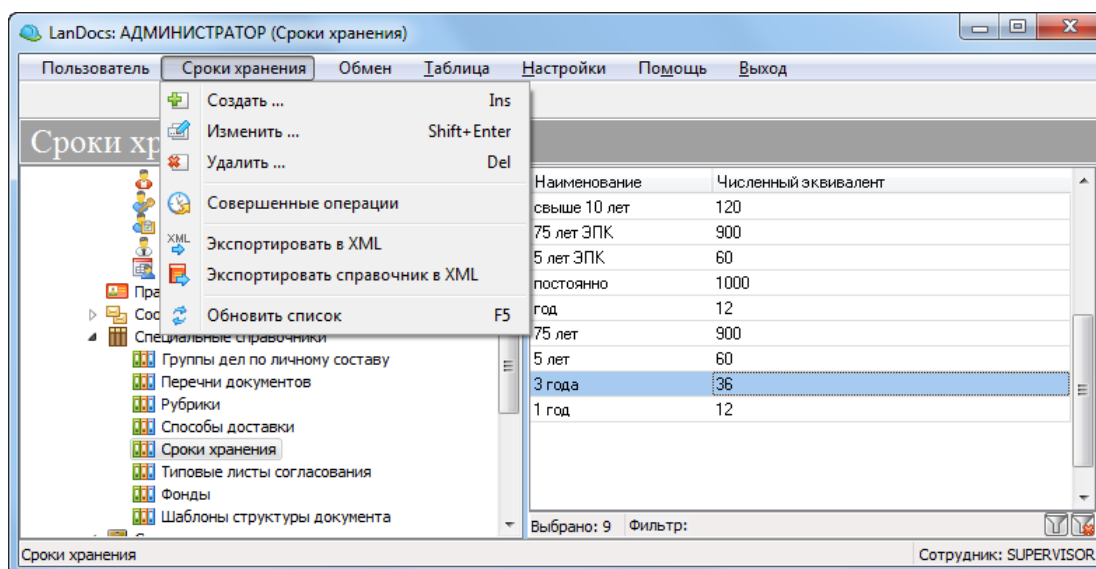 LanDocs: АДМИНИСТРАТОР (Сроки хранения)
Пользователь Сроки хранения Обмен Таблица Настройки Помощь Выход
Создать ... Ins
Изменить ... Shift+Enter
Удалить ... Del
Совершенные операции
XML Экспортировать в XML
Экспортировать справочник в XML
Обновить список F5
Сроки хр
Пра
Соо
Специальные справочники
Группы дел по личному составу
Перечни документов
Рубрики
Способы доставки
Сроки хранения
Типовые листы согласования
Фонды
Шаблоны структуры документа
Наименование Численный эквивалент
свыше 10 лет 120
75 лет ЭПК 900
5 лет ЭПК 60
постоянно 1000
год 12
75 лет 900
5 лет 60
3 года 36
1 год 12
Выбрано: 9 Фильтр:
Сроки хранения Сотрудник: SUPERVISOR